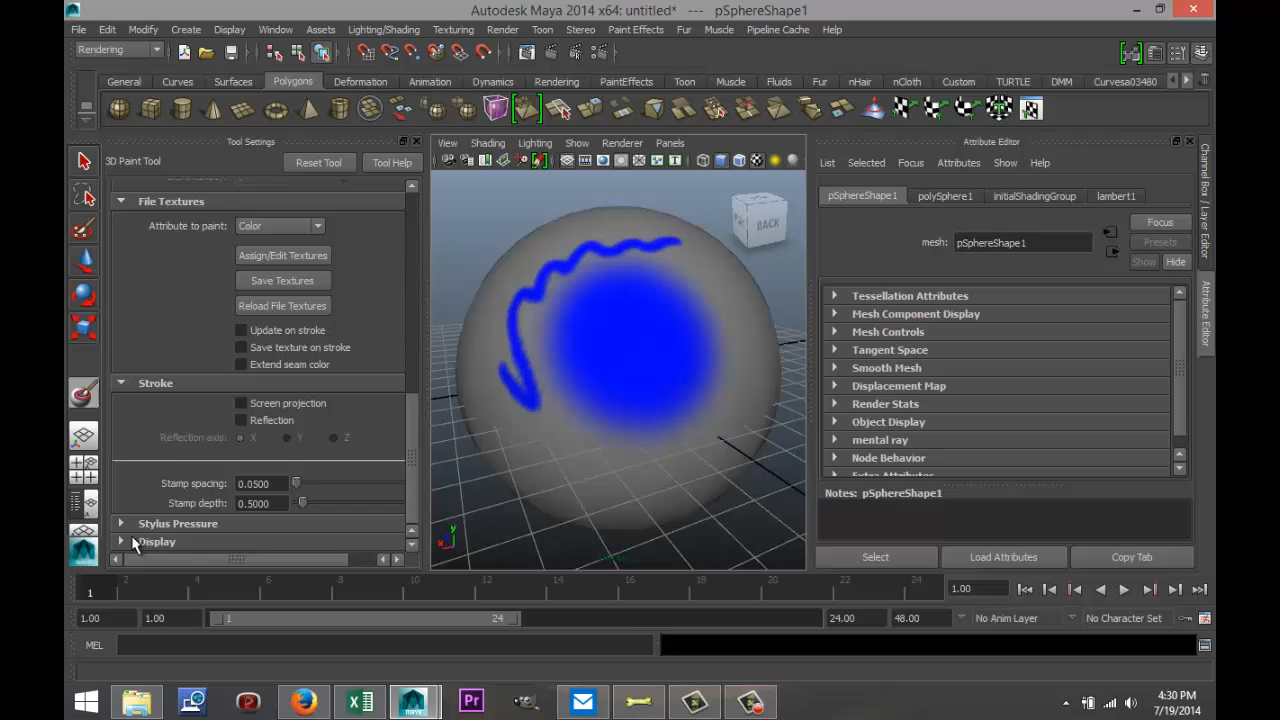 Autodesk Maya 2014 x64: untitled* --- pSphereShape1
File Edit Modify Create Display Window Assets Lighting/Shading Texturing Render Toon Stereo Paint Effects Fur Muscle Pipeline Cache Help
Rendering
General Curves Surfaces Polygons Deformation Animation Dynamics Rendering PaintEffects Toon Muscle Fluids Fur nHair nCloth Custom TURTLE DMM Curvesa03480
Tool Settings
3D Paint Tool Reset Tool Tool Help
File Textures
Attribute to paint: Color
Assign/Edit Textures
Save Textures
Reload File Textures
Update on stroke
Save texture on stroke
Extend seam color
Stroke
Screen projection
Reflection
Reflection axis: X Y Z
Stamp spacing: 0.0500
Stamp depth: 0.5000
Stylus Pressure
Display
View Shading Lighting Show Renderer Panels
BACK
y
x
Attribute Editor
List Selected Focus Attributes Show Help
pSphereShape1 polySphere1 initialShadingGroup lambert1
mesh: pSphereShape1
Focus
Presets
Show Hide
Tessellation Attributes
Mesh Component Display
Mesh Controls
Tangent Space
Smooth Mesh
Displacement Map
Render Stats
Object Display
mental ray
Node Behavior
Extra Attributes
Notes: pSphereShape1
Select Load Attributes Copy Tab
Channel Box / Layer Editor
Attribute Editor
1 2 4 6 8 10 12 14 16 18 20 22 24
1.00
1.00 1.00 1 24 24.00 48.00 No Anim Layer No Character Set
MEL
Pr
4:30 PM
7/19/2014